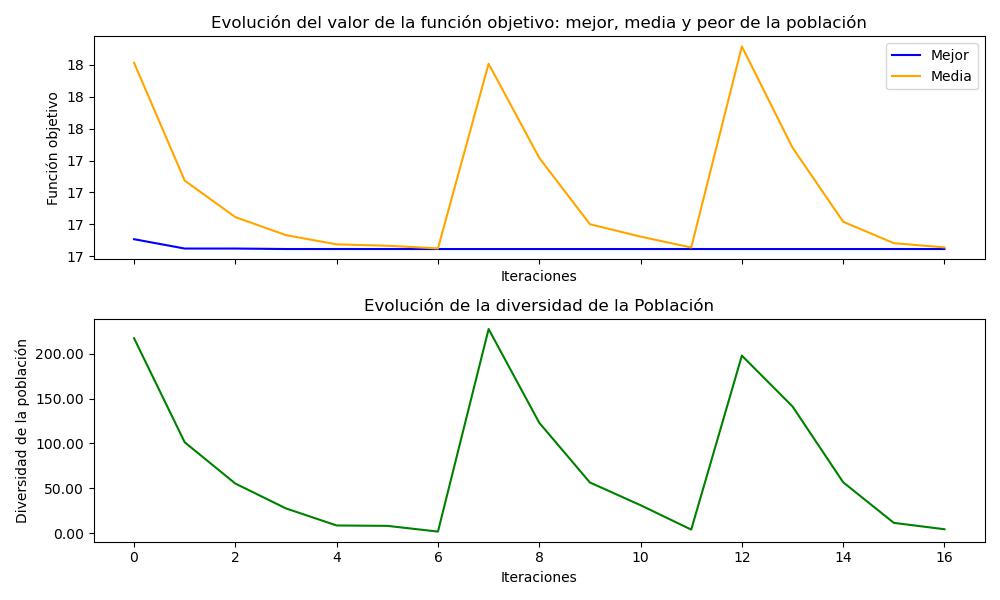 Evolución del valor de la función objetivo: mejor, media y peor de la población
Función objetivo
18
18
18
17
17
17
17
Mejor
Media
Iteraciones
Evolución de la diversidad de la Población
Diversidad de la población
200.00
150.00
100.00
50.00
0.00
0 2 4 6 8 10 12 14 16
Iteraciones